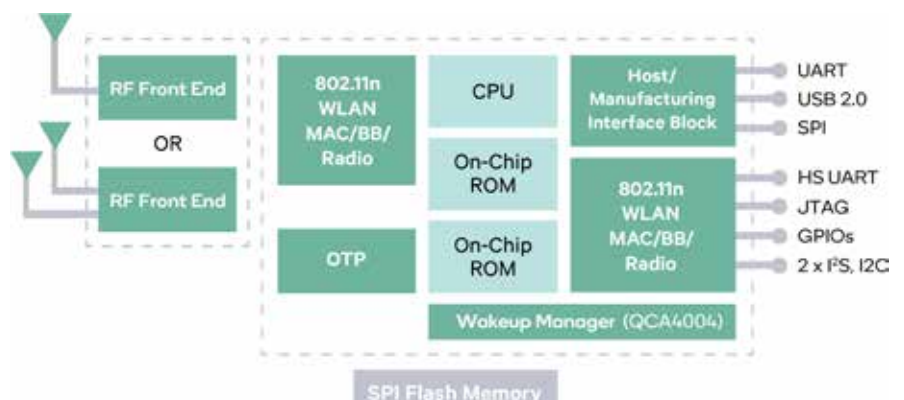 RF Front End
OR
RF Front End
802.11n
WLAN
MAC/BB/
Radio
OTP
CPU
On-Chip
ROM
On-Chip
ROM
Host/
Manufacturing
Interface Block
802.11n
WLAN
MAC/BB/
Radio
Wakeup Manager (QCA4004)
UART
USB 2.0
SPI
HS UART
JTAG
GPIOs
2 x I²S, I2C
SPI Flash Memory